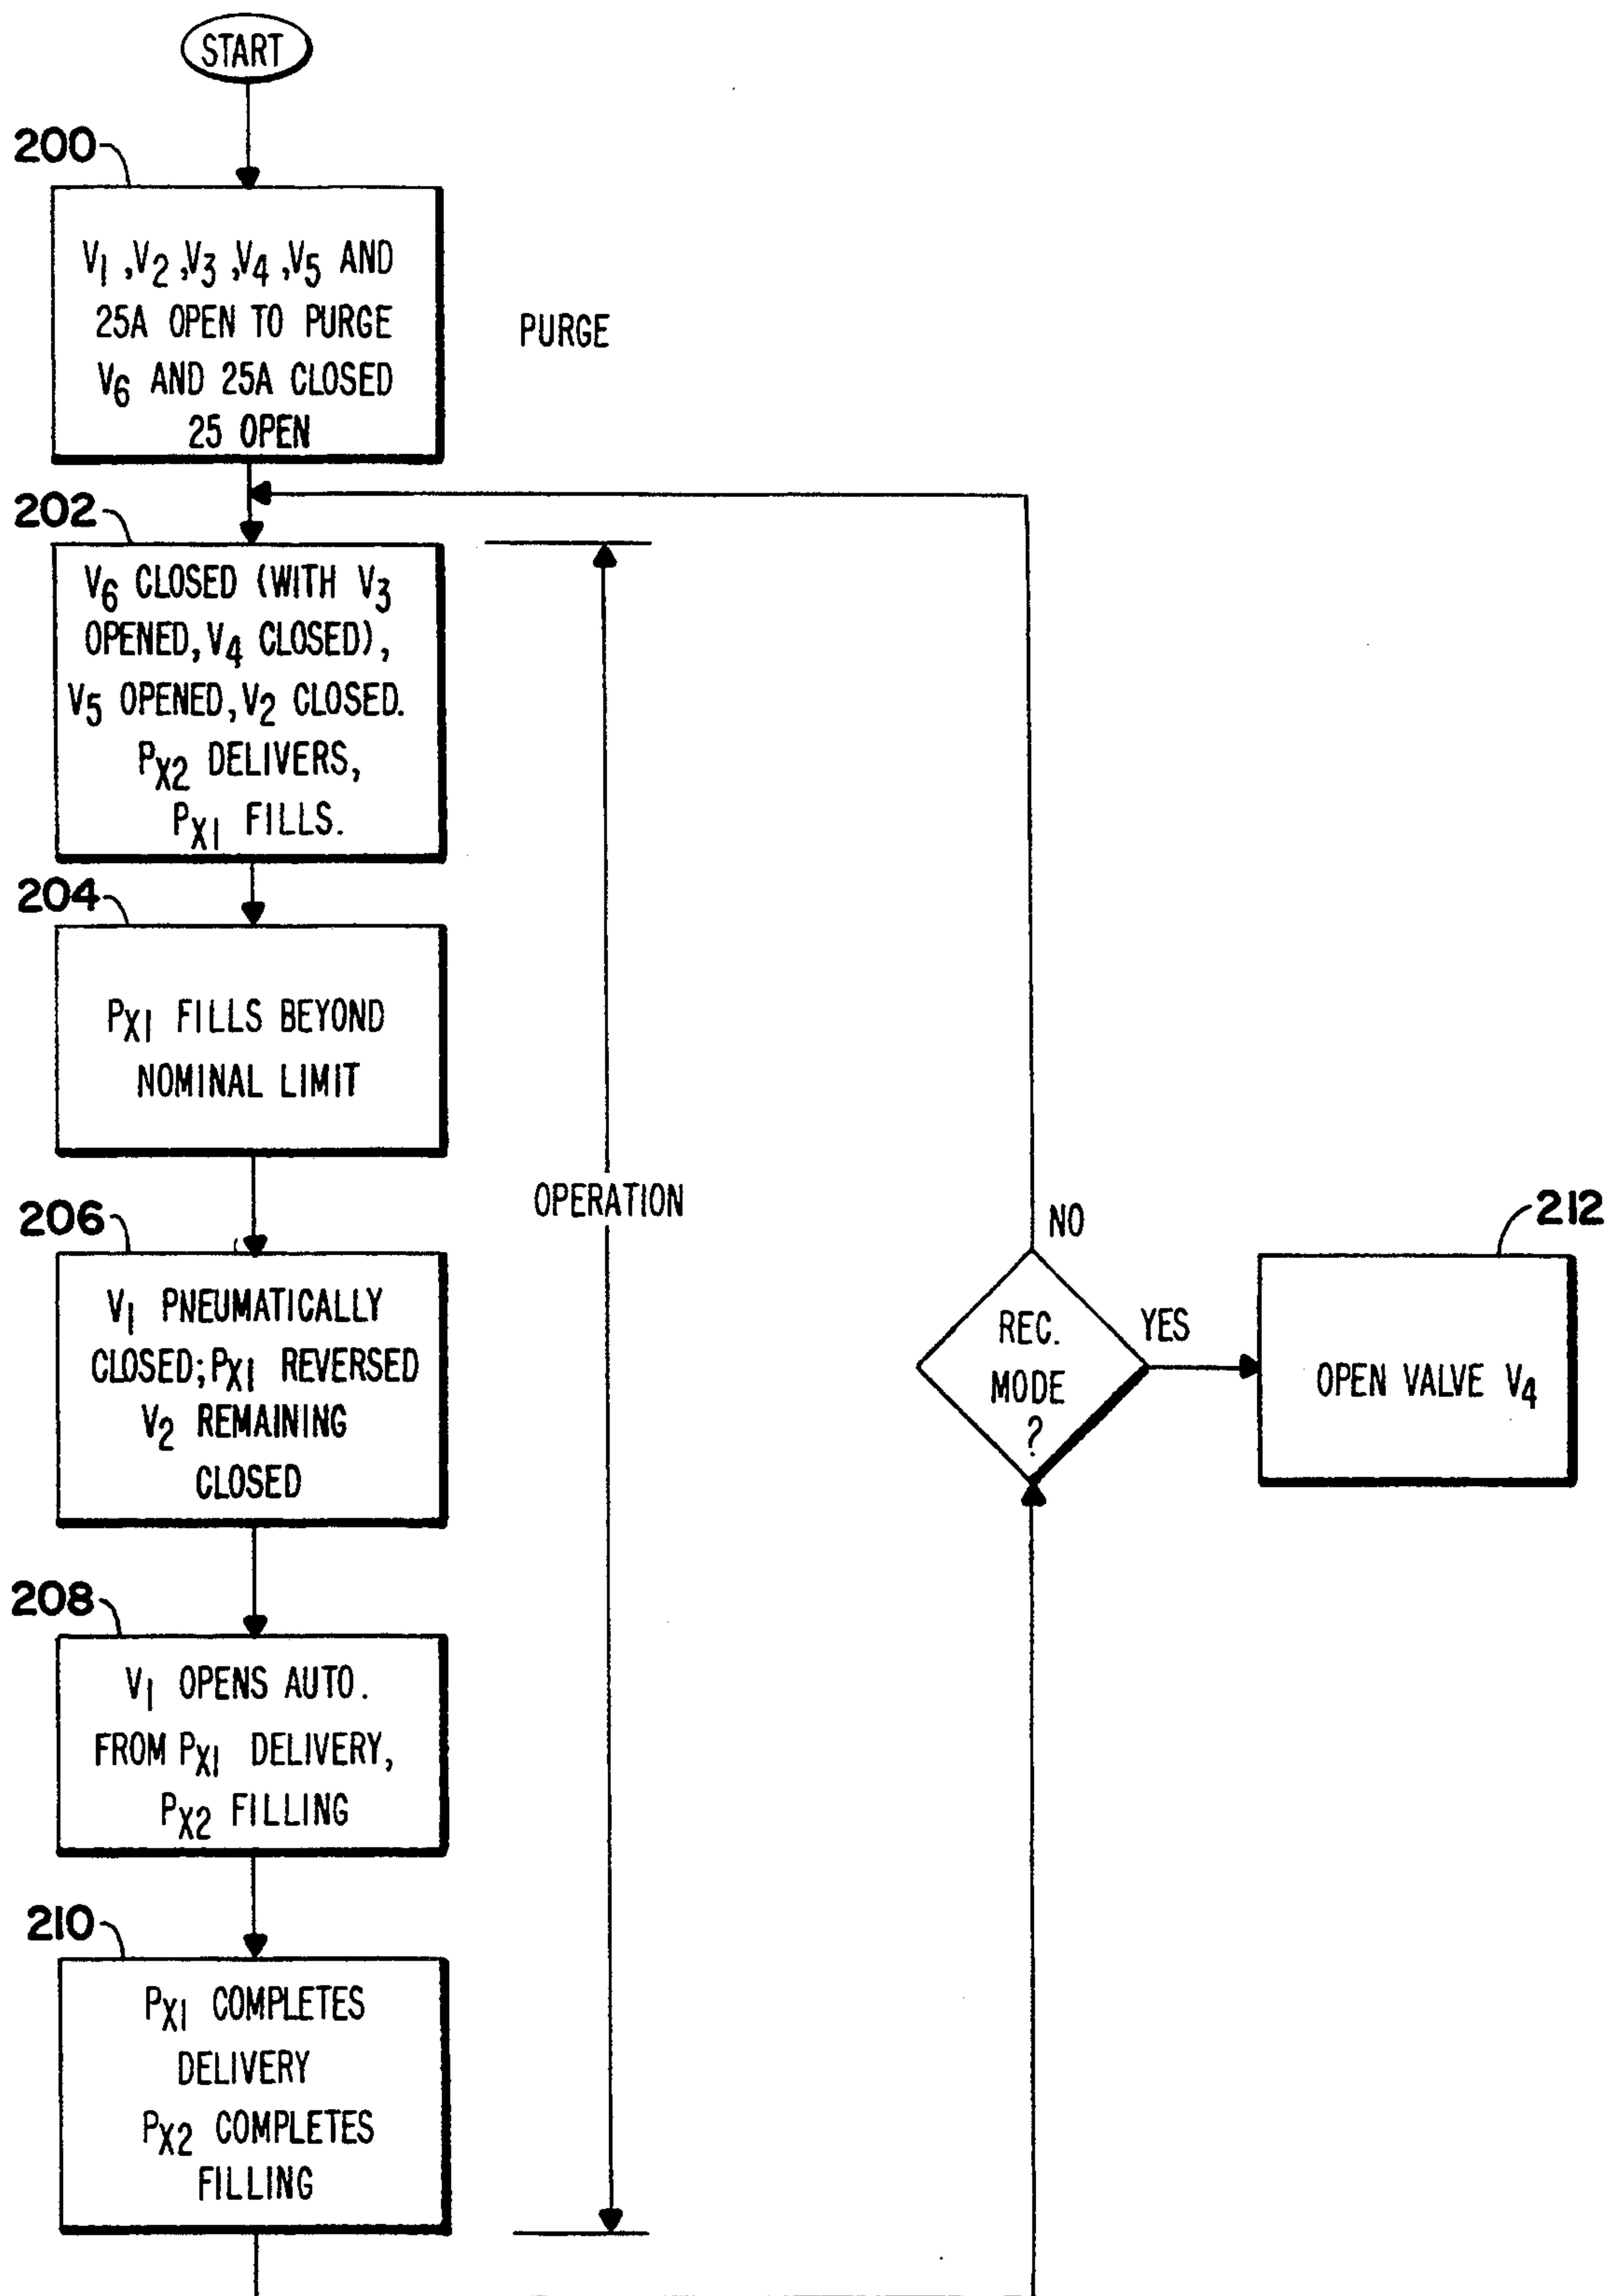 START
200
V1 ,V2 ,V3 ,V4 ,V5 AND
25A OPEN TO PURGE
V6 AND 25A CLOSED
25 OPEN
PURGE
202
V6 CLOSED (WITH V3
OPENED, V4 CLOSED),
V5 OPENED, V2 CLOSED.
PX2 DELIVERS,
PX1 FILLS.
204
PX1 FILLS BEYOND
NOMINAL LIMIT
OPERATION
206
V1 PNEUMATICALLY
CLOSED; PX1 REVERSED
V2 REMAINING
CLOSED
208
V1 OPENS AUTO.
FROM PX1 DELIVERY,
PX2 FILLING
210
PX1 COMPLETES
DELIVERY
PX2 COMPLETES
FILLING
NO
REC.
MODE
?
YES
212
OPEN VALVE V4